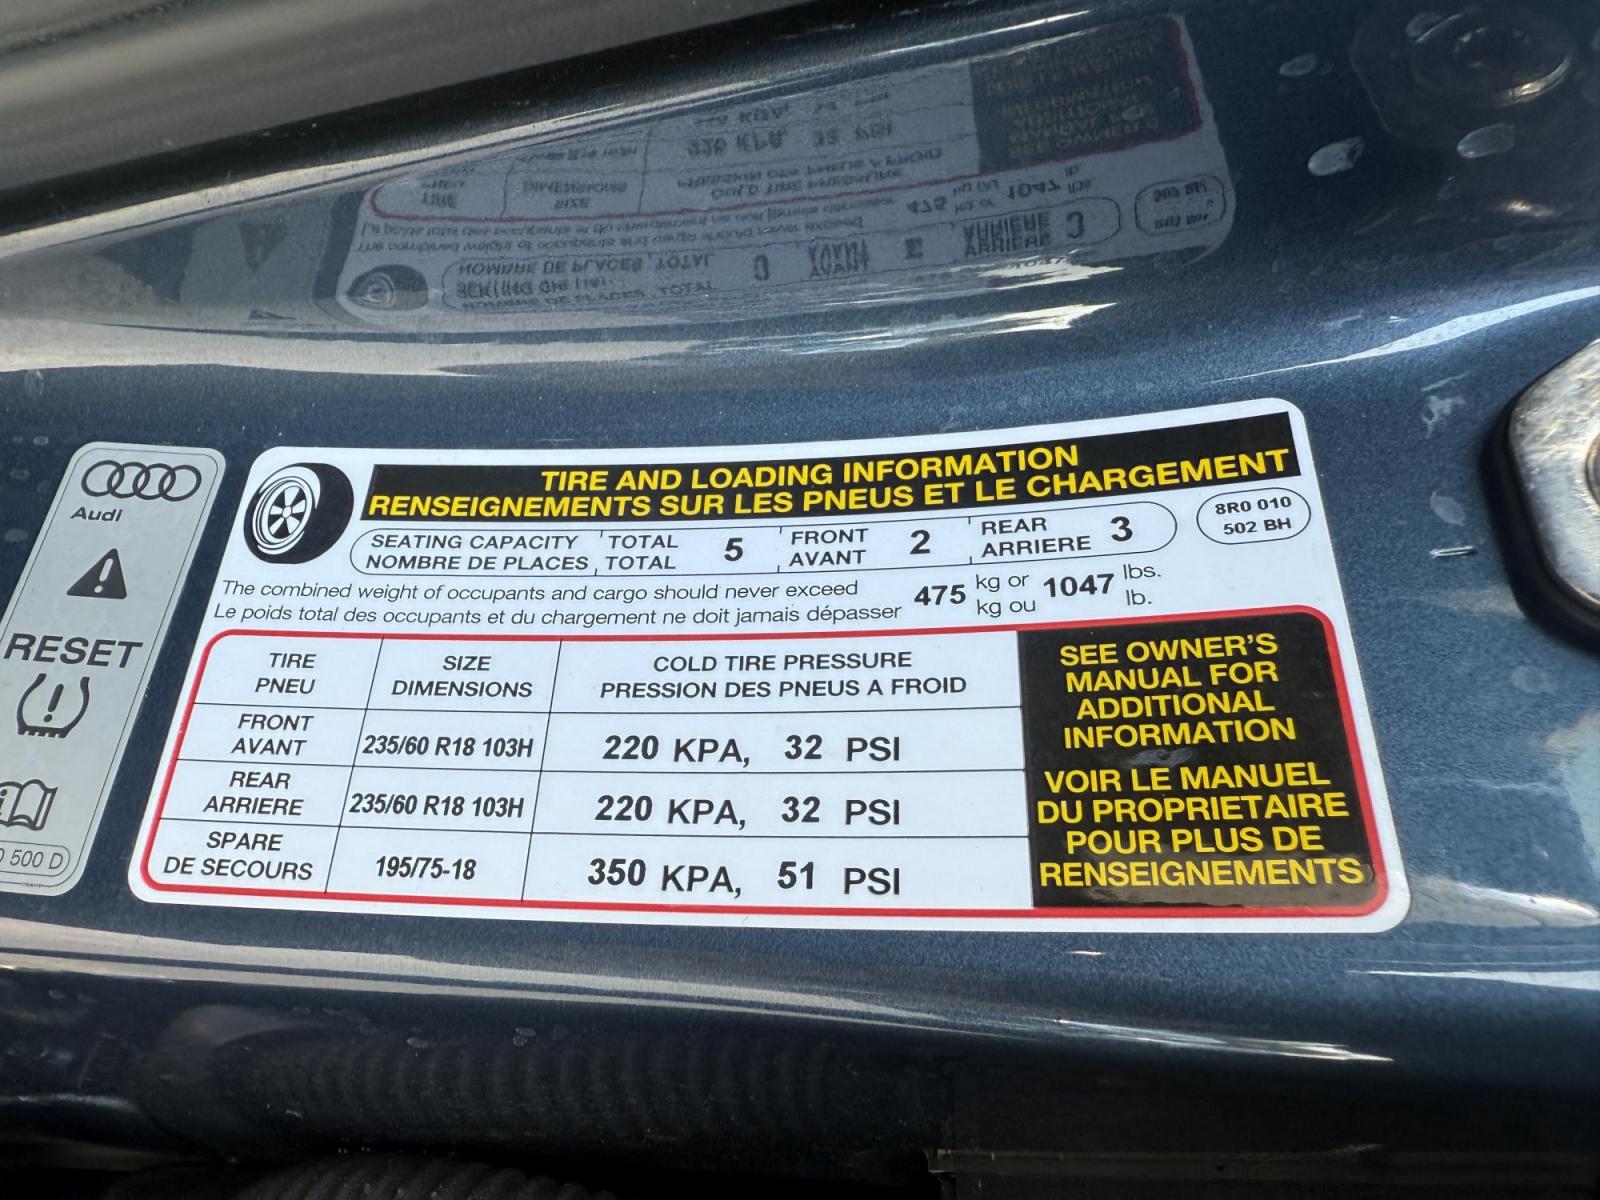 Audi
RESET
0 500 D
TIRE AND LOADING INFORMATION
RENSEIGNEMENTS SUR LES PNEUS ET LE CHARGEMENT
SEATING CAPACITY TOTAL 5 FRONT 2 REAR 3
NOMBRE DE PLACES TOTAL AVANT ARRIERE
8R0 010
502 BH
The combined weight of occupants and cargo should never exceed 475 kg or 1047 lbs.
Le poids total des occupants et du chargement ne doit jamais dépasser kg ou lb.
TIRE SIZE COLD TIRE PRESSURE
PNEU DIMENSIONS PRESSION DES PNEUS A FROID
FRONT
AVANT 235/60 R18 103H 220 KPA, 32 PSI
REAR
ARRIERE 235/60 R18 103H 220 KPA, 32 PSI
SPARE
DE SECOURS 195/75-18 350 KPA, 51 PSI
SEE OWNER'S
MANUAL FOR
ADDITIONAL
INFORMATION
VOIR LE MANUEL
DU PROPRIETAIRE
POUR PLUS DE
RENSEIGNEMENTS